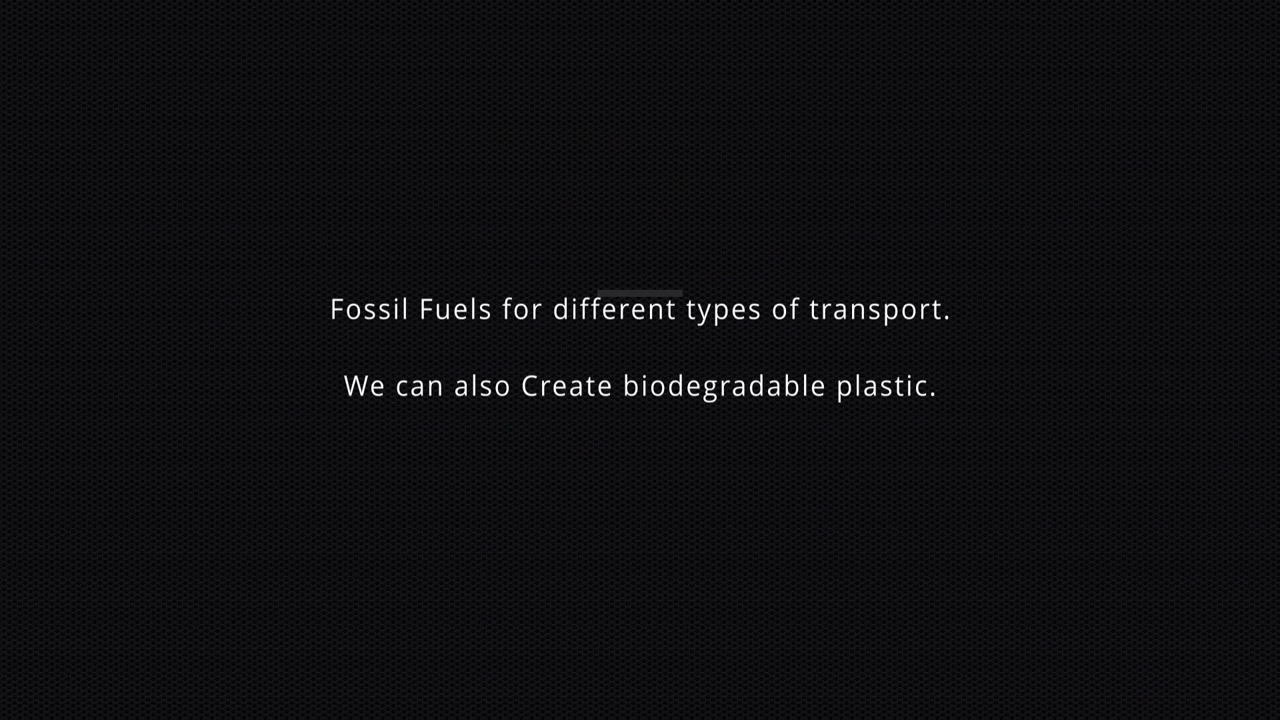 Fossil Fuels for different types of transport.
We can also Create biodegradable plastic.